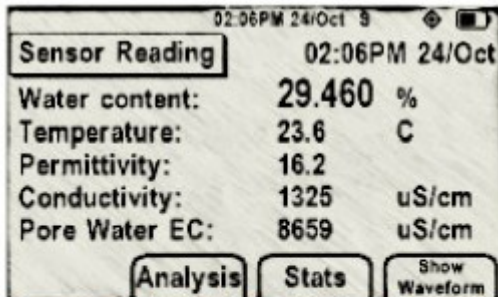 02:06PM 24/Oct 9
Sensor Reading 02:06PM 24/Oct
Water content: 29.460 %
Temperature: 23.6 C
Permittivity: 16.2
Conductivity: 1325 uS/cm
Pore Water EC: 8659 uS/cm
Analysis Stats Show Waveform